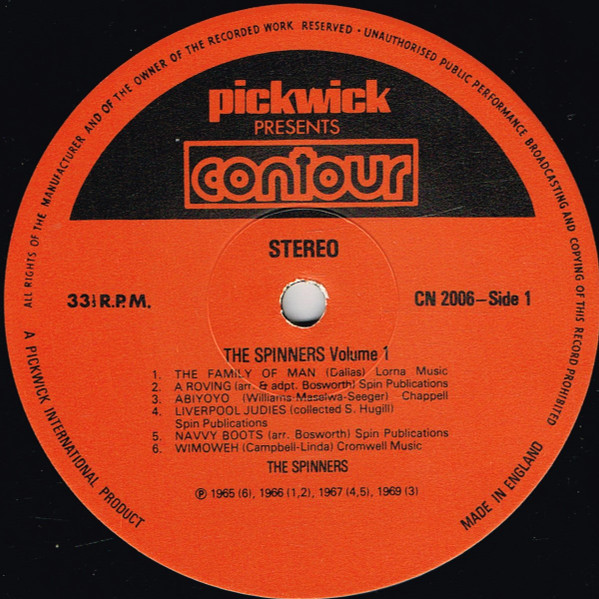 ALL RIGHTS OF THE MANUFACTURER AND OF THE OWNER OF THE RECORDED WORK RESERVED - UNAUTHORISED PUBLIC PERFORMANCE BROADCASTING AND COPYING OF THIS RECORD PROHIBITED
pickwick
PRESENTS
contour
STEREO
33⅓ R.P.M.
CN 2006–Side 1
THE SPINNERS Volume 1
1. THE FAMILY OF MAN (Dallas) Lorna Music
2. A ROVING (arr. & adpt. Bosworth) Spin Publications
3. ABIYOYO (Williams Masalwa-Seeger) Chappell
4. LIVERPOOL JUDIES (collected S. Hugill)
Spin Publications
5. NAVVY BOOTS (arr. Bosworth) Spin Publications
6. WIMOWEH (Campbell-Linda) Cromwell Music
THE SPINNERS
℗ 1965 (6), 1966 (1,2), 1967 (4,5), 1969 (3)
A PICKWICK INTERNATIONAL PRODUCT
MADE IN ENGLAND